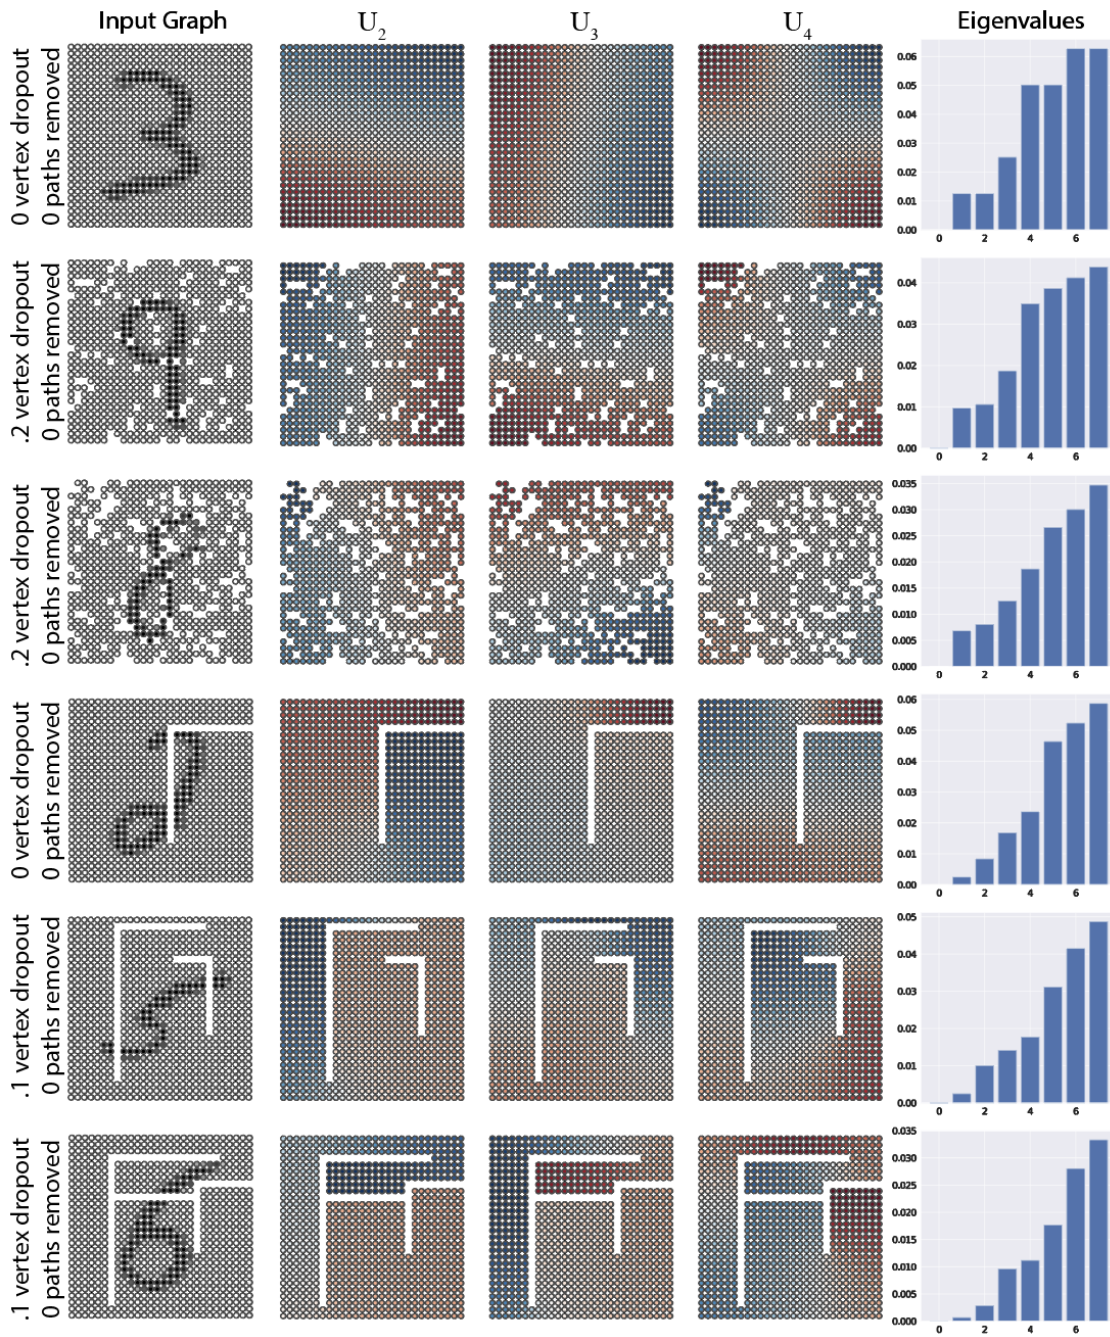 Input Graph U2 U3 U4 Eigenvalues
0 vertex dropout
0 paths removed
0.06
0.05
0.04
0.03
0.02
0.01
0.00
0 2 4 6
.2 vertex dropout
0 paths removed
0.04
0.03
0.02
0.01
0.00
0 2 4 6
.2 vertex dropout
0 paths removed
0.035
0.030
0.025
0.020
0.015
0.010
0.005
0.000
0 2 4 6
0 vertex dropout
0 paths removed
0.06
0.05
0.04
0.03
0.02
0.01
0.00
0 2 4 6
.1 vertex dropout
0 paths removed
0.05
0.04
0.03
0.02
0.01
0.00
0 2 4 6
.1 vertex dropout
0 paths removed
0.035
0.030
0.025
0.020
0.015
0.010
0.005
0.000
0 2 4 6